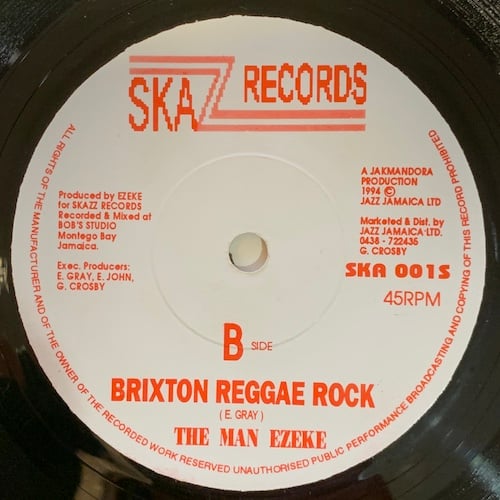 SKAZZ RECORDS
Produced by EZEKE
for SKAZZ RECORDS
Recorded & Mixed at
BOB'S STUDIO
Montego Bay
Jamaica.
Exec. Producers:
E. GRAY, E. JOHN,
G. CROSBY
A JAKMANDORA
PRODUCTION
1994 ©
JAZZ JAMAICA LTD
Marketed & Dist. by
JAZZ JAMAICA LTD.
0438 - 722436
G. CROSBY
SKA 001S
45RPM
B SIDE
BRIXTON REGGAE ROCK
( E. GRAY )
THE MAN EZEKE
ALL RIGHTS OF THE MANUFACTURER AND OF THE OWNER OF THE RECORDED WORK RESERVED UNAUTHORISED PUBLIC PERFORMANCE BROADCASTING AND COPYING OF THIS RECORD PROHIBITED